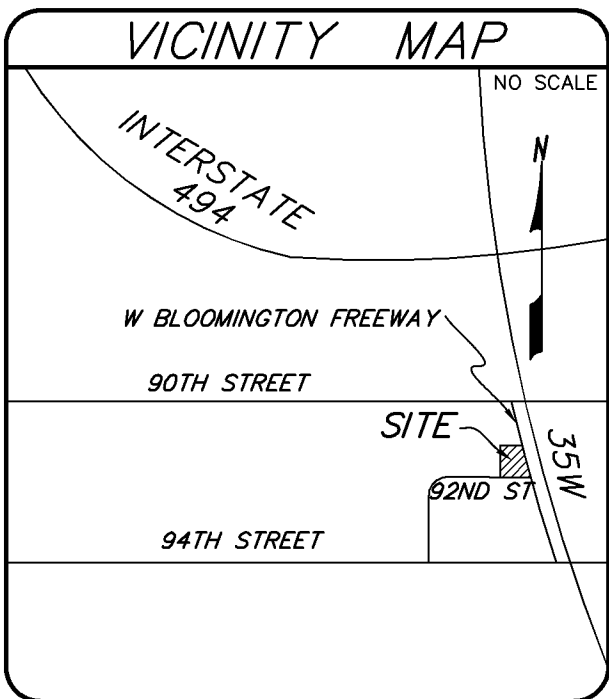 VICINITY MAP
NO SCALE
N
INTERSTATE
494
W BLOOMINGTON FREEWAY
90TH STREET
SITE
35W
92ND ST
94TH STREET